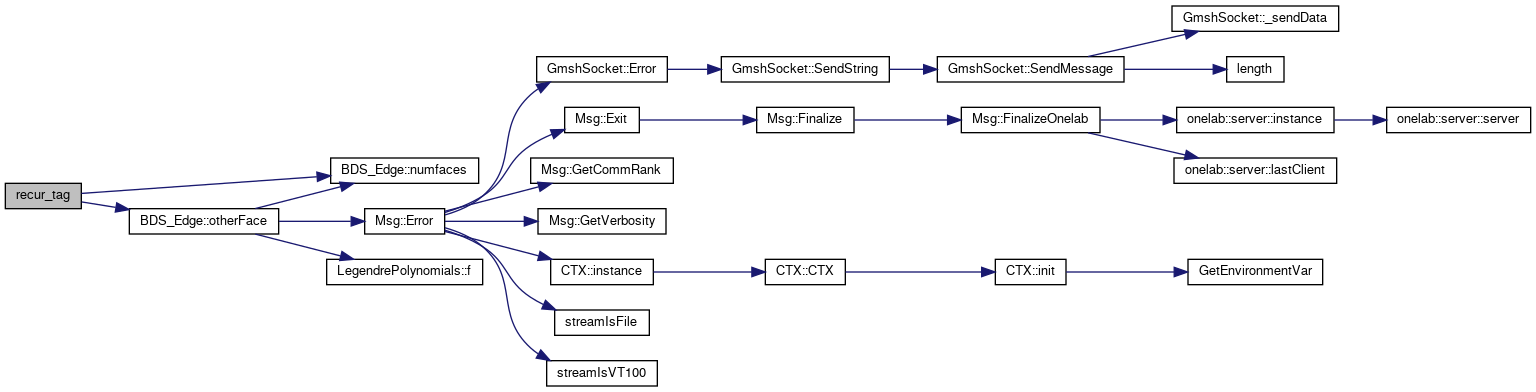 recur_tag
BDS_Edge::numfaces
BDS_Edge::otherFace
Msg::Error
LegendrePolynomials::f
GmshSocket::Error
GmshSocket::SendString
GmshSocket::SendMessage
GmshSocket::_sendData
length
Msg::Exit
Msg::Finalize
Msg::FinalizeOnelab
onelab::server::instance
onelab::server::server
onelab::server::lastClient
Msg::GetCommRank
Msg::GetVerbosity
CTX::instance
CTX::CTX
CTX::init
GetEnvironmentVar
streamIsFile
streamIsVT100